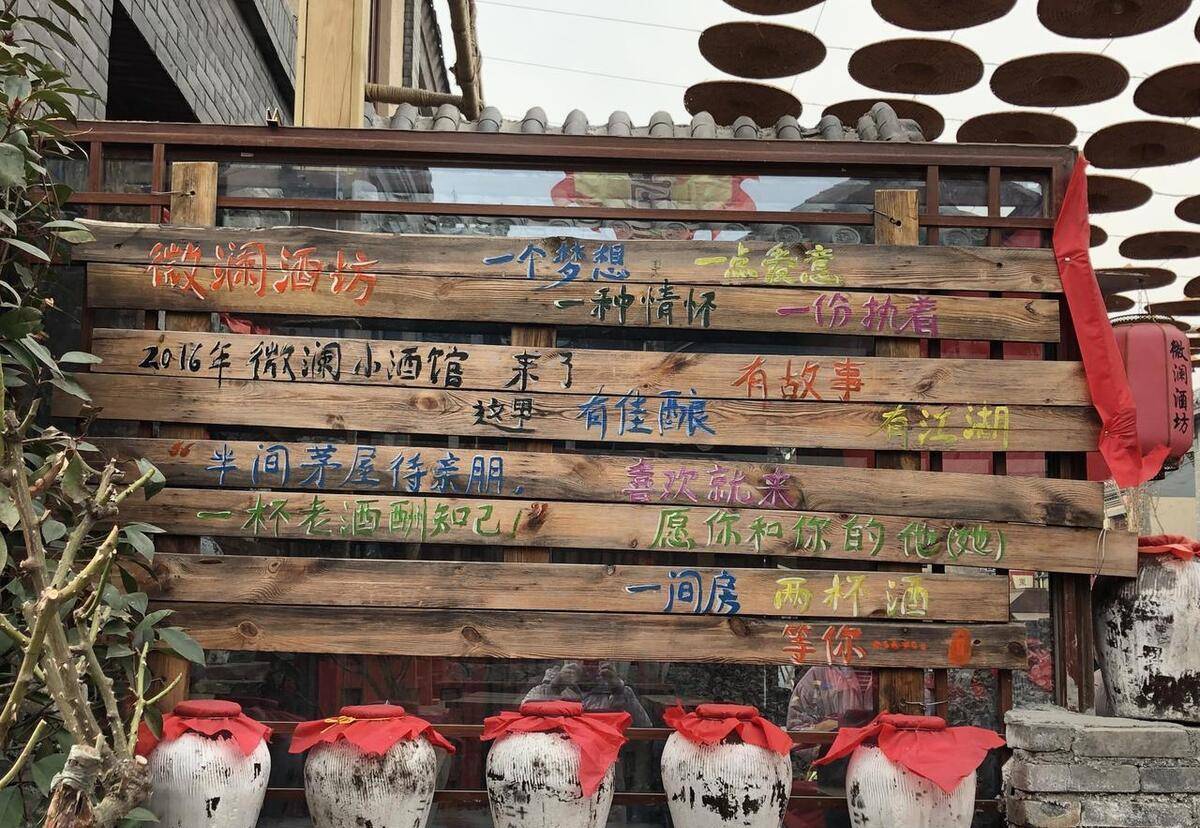 微澜酒坊 一个梦想 一点爱意
一种情怀 一份执着
2016年 微澜小酒馆 来了 有故事
这里 有佳酿 有江湖
“半间茅屋待亲朋, 喜欢就来
一杯老酒酬知己!” 愿你和你的他(她)
一间房 两杯酒
等你……
微澜酒坊